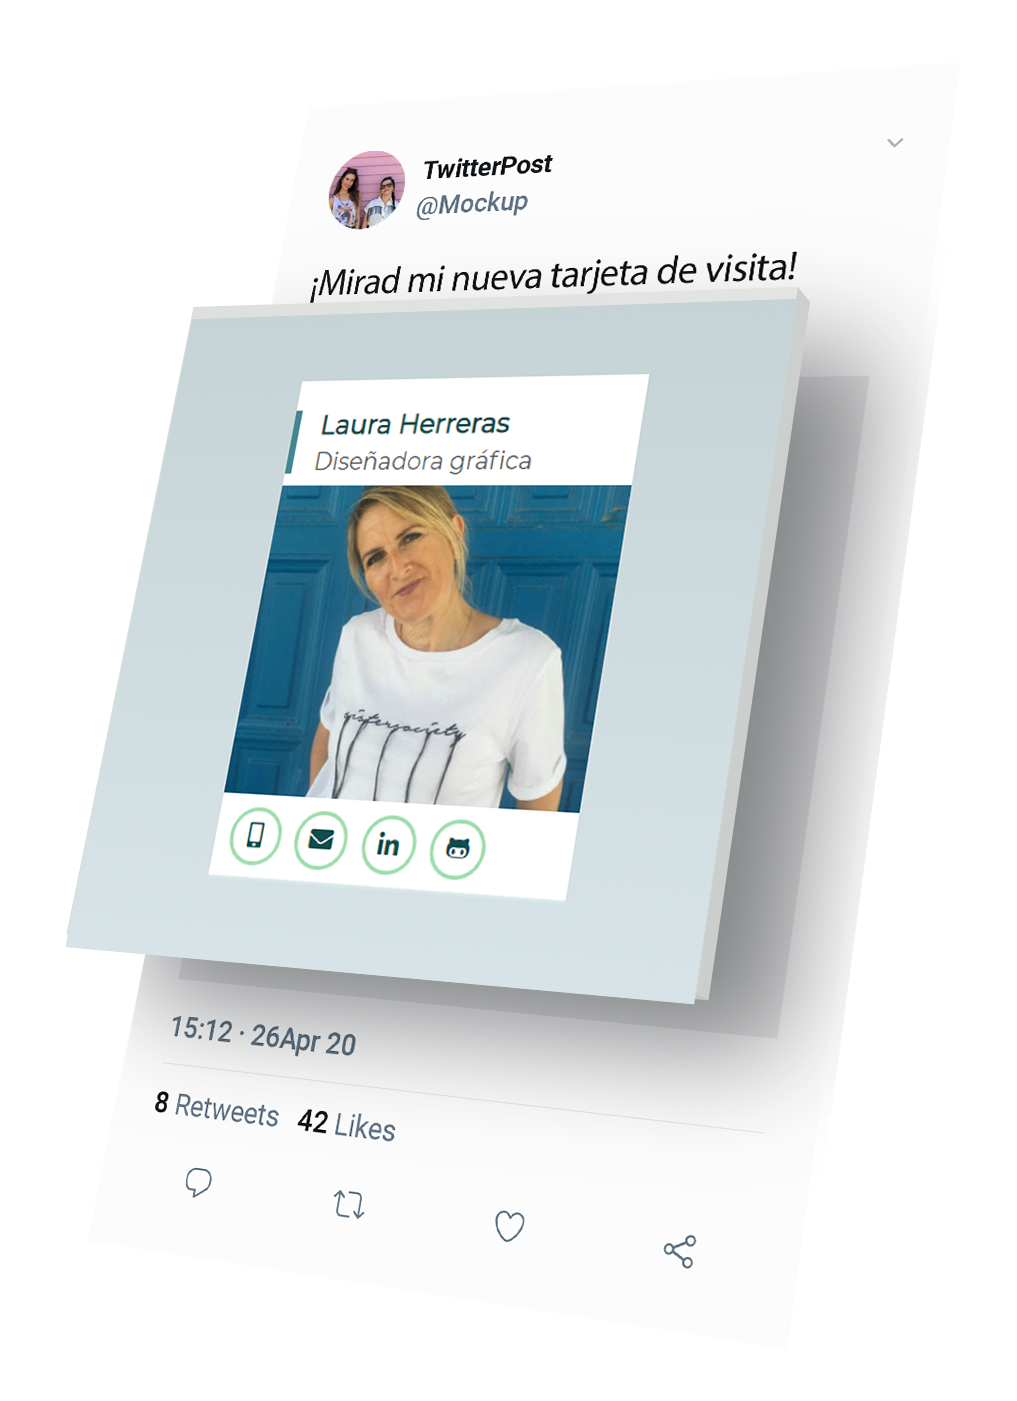 TwitterPost
@Mockup
¡Mirad mi nueva tarjeta de visita!
Laura Herreras
Diseñadora gráfica
sistersociety
in
15:12 · 26Apr 20
8 Retweets 42 Likes